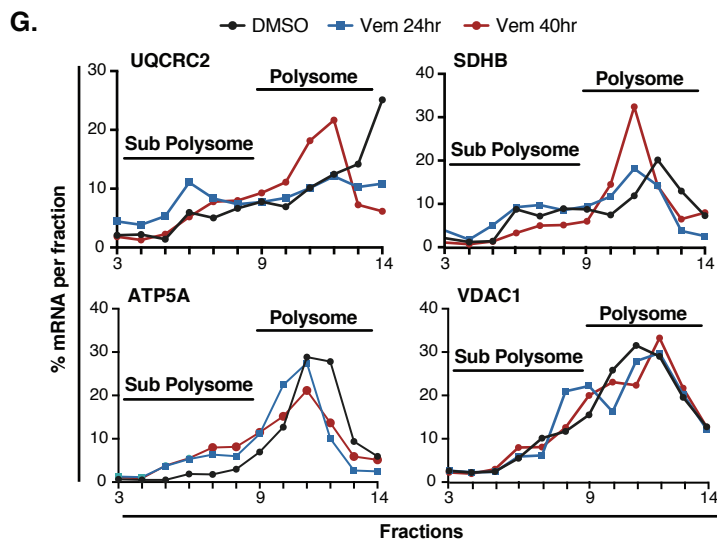 G.
DMSO Vem 24hr Vem 40hr
UQCRC2
Polysome
Sub Polysome
30
20
10
0
3 9 14
SDHB
Polysome
Sub Polysome
40
30
20
10
0
3 9 14
% mRNA per fraction
ATP5A
Polysome
Sub Polysome
40
30
20
10
0
3 9 14
VDAC1
Polysome
Sub Polysome
40
30
20
10
0
3 9 14
Fractions